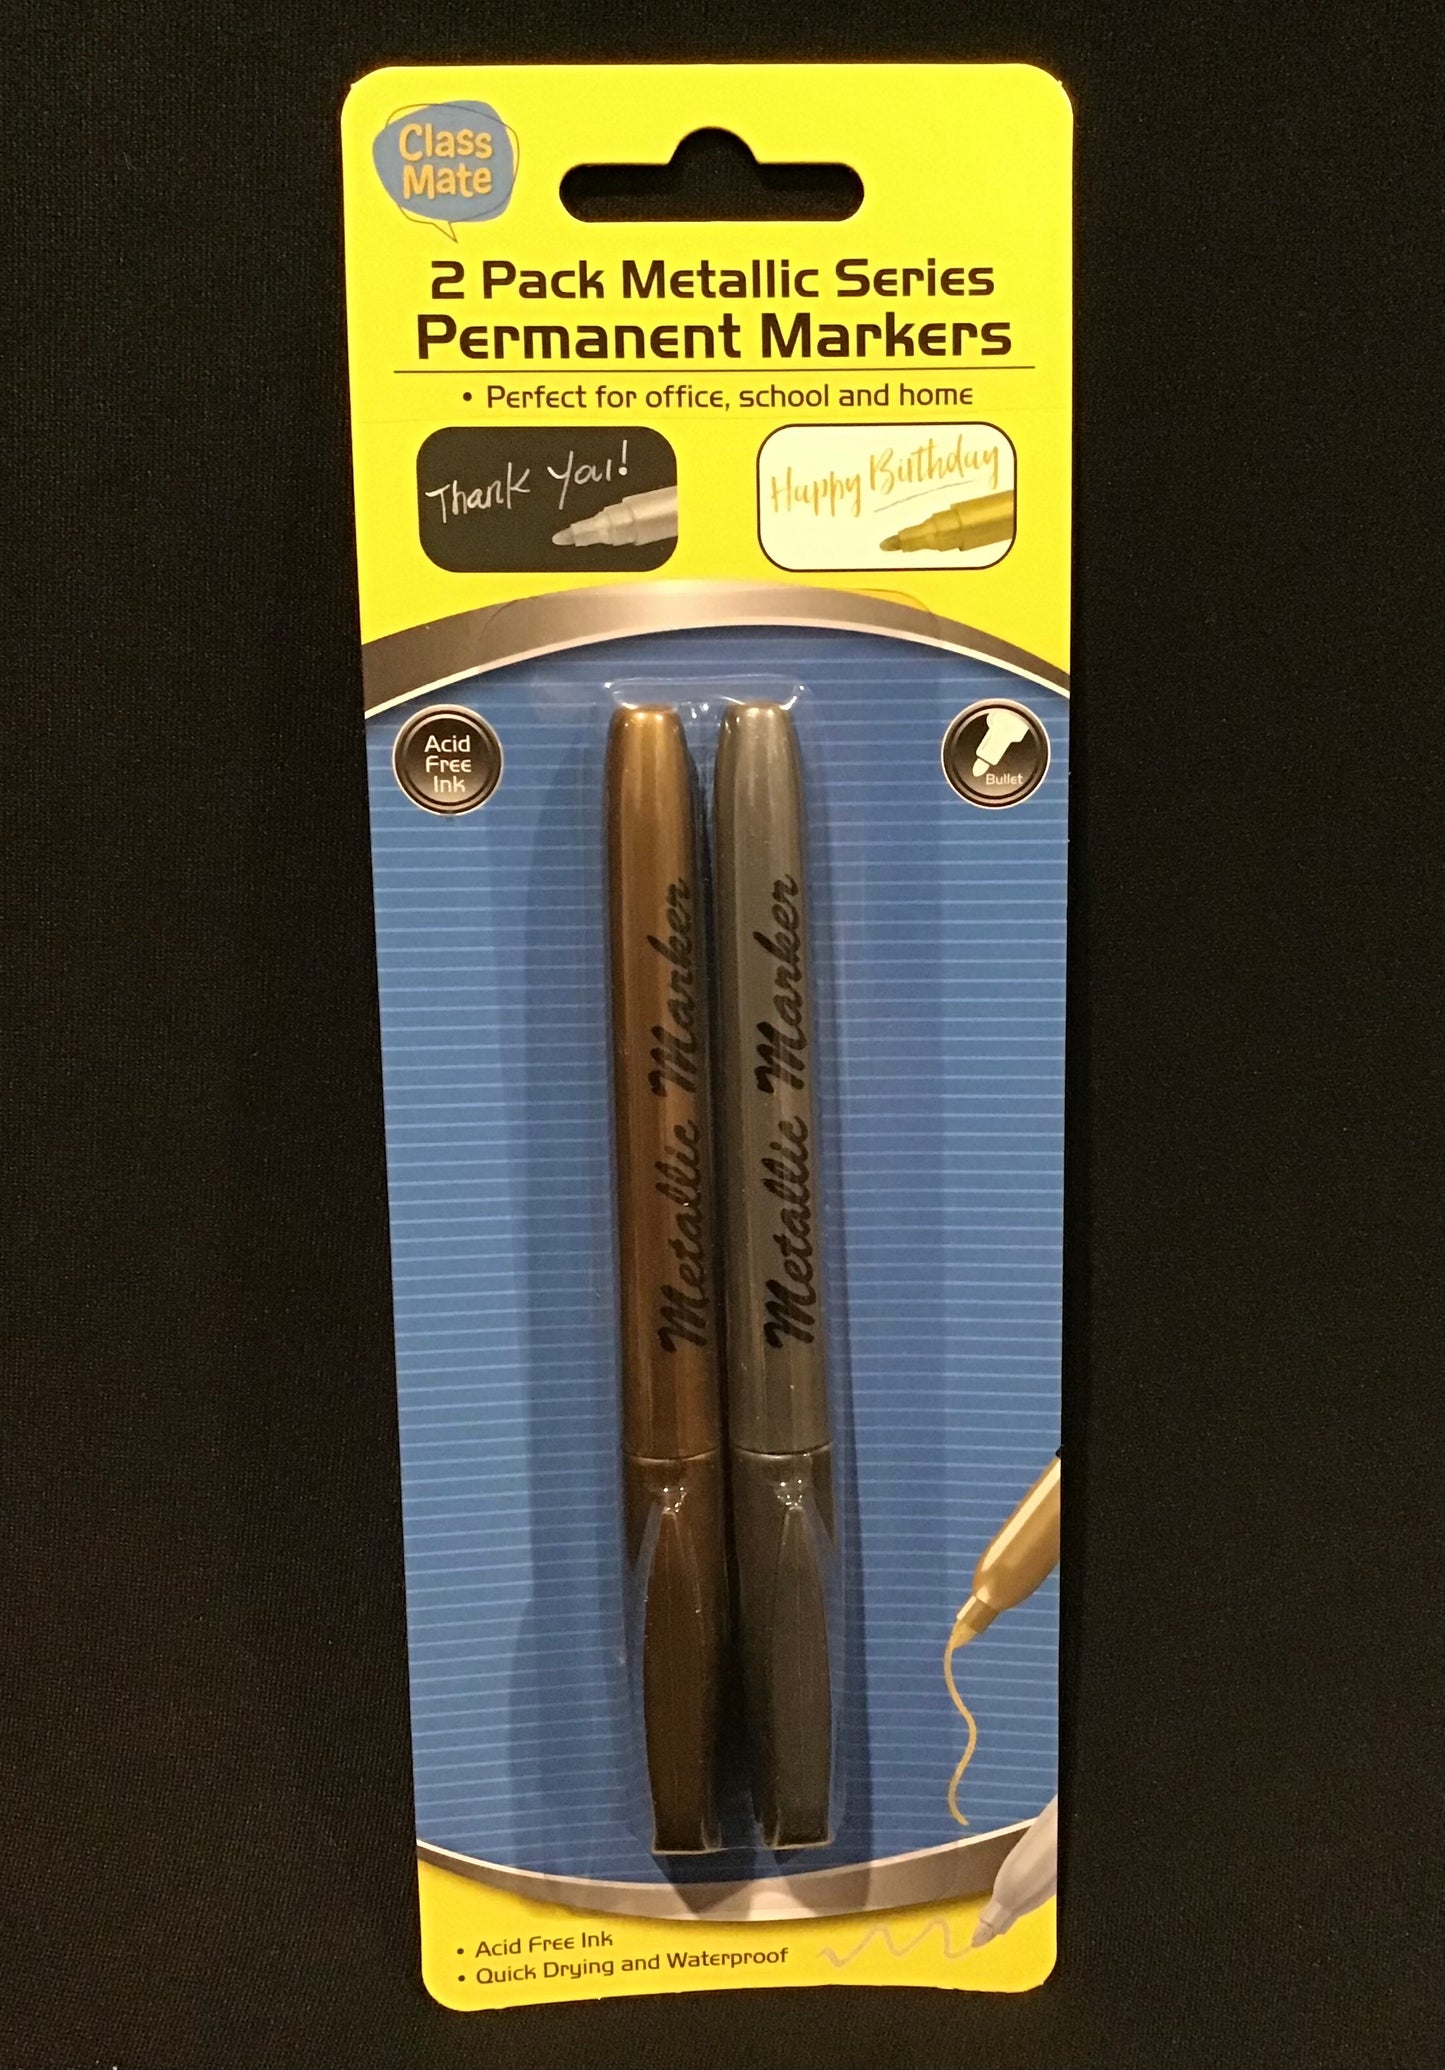 Class
Mate
2 Pack Metallic Series
Permanent Markers
• Perfect for office, school and home
Thank You!
Happy Birthday
Acid
Free
Ink
Bullet
Metallic Marker
Metallic Marker
• Acid Free Ink
• Quick Drying and Waterproof